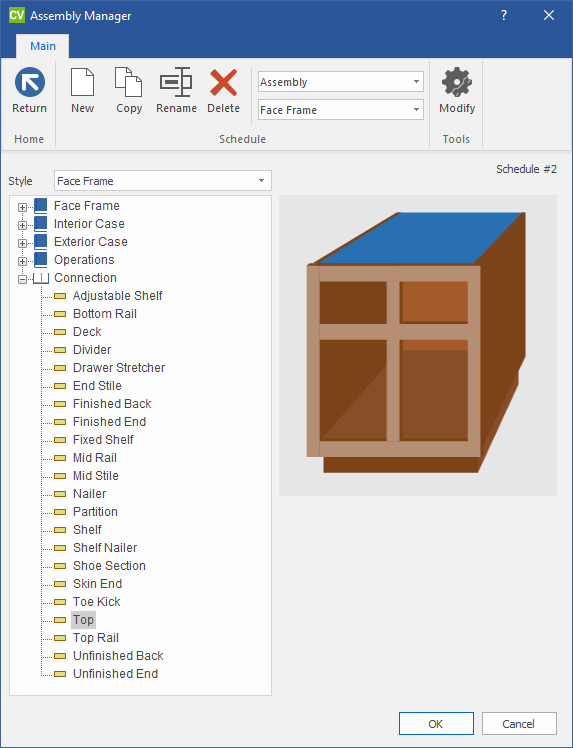 CV Assembly Manager ?
Main
Return
New
Copy
Rename
Delete
Assembly
Face Frame
Modify
Home
Schedule
Tools
Schedule #2
Style Face Frame
Face Frame
Interior Case
Exterior Case
Operations
Connection
Adjustable Shelf
Bottom Rail
Deck
Divider
Drawer Stretcher
End Stile
Finished Back
Finished End
Fixed Shelf
Mid Rail
Mid Stile
Nailer
Partition
Shelf
Shelf Nailer
Shoe Section
Skin End
Toe Kick
Top
Top Rail
Unfinished Back
Unfinished End
OK
Cancel